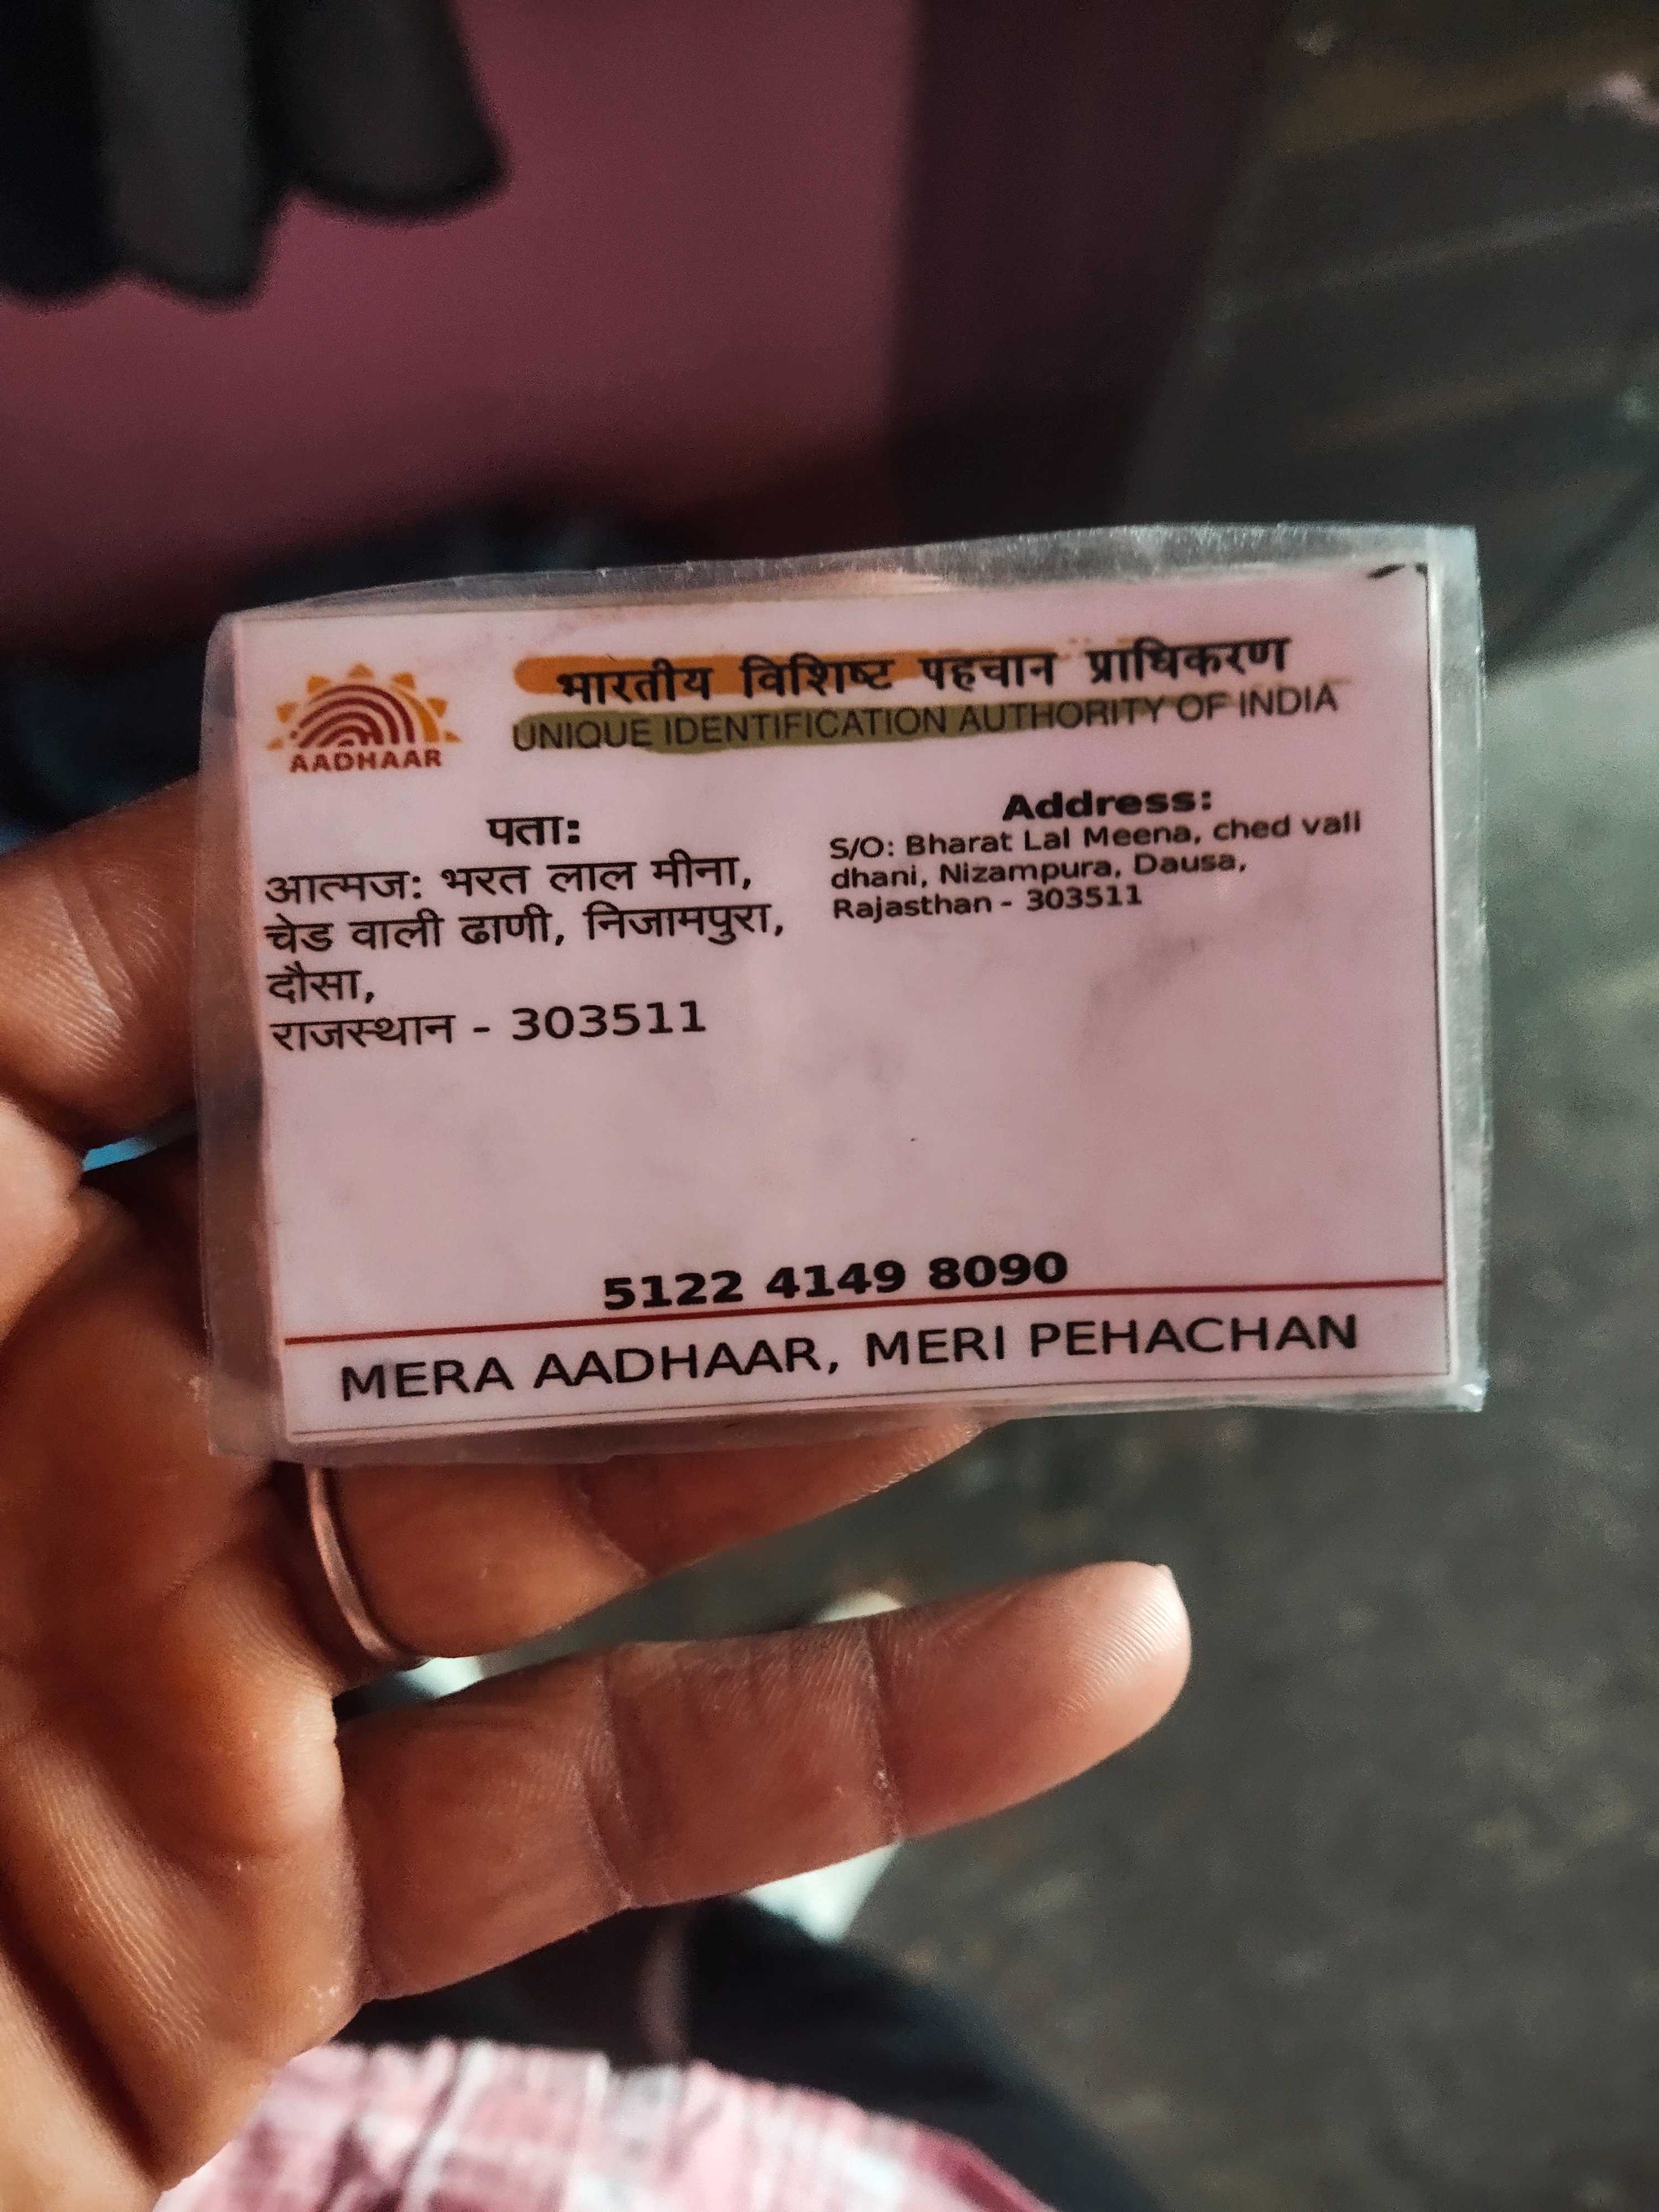 AADHAAR
भारतीय विशिष्ट पहचान प्राधिकरण
UNIQUE IDENTIFICATION AUTHORITY OF INDIA
पता:
आत्मज: भरत लाल मीना,
चेड वाली ढाणी, निजामपुरा,
दौसा,
राजस्थान - 303511
Address:
S/O: Bharat Lal Meena, ched vali
dhani, Nizampura, Dausa,
Rajasthan - 303511
5122 4149 8090
MERA AADHAAR, MERI PEHACHAN